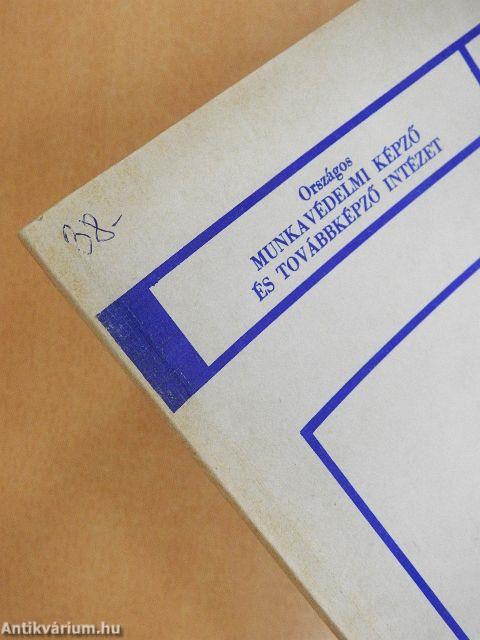 38-
Országos
MUNKAVÉDELMI KÉPZŐ
ÉS TOVÁBBKÉPZŐ INTÉZET
Antikvárium.hu